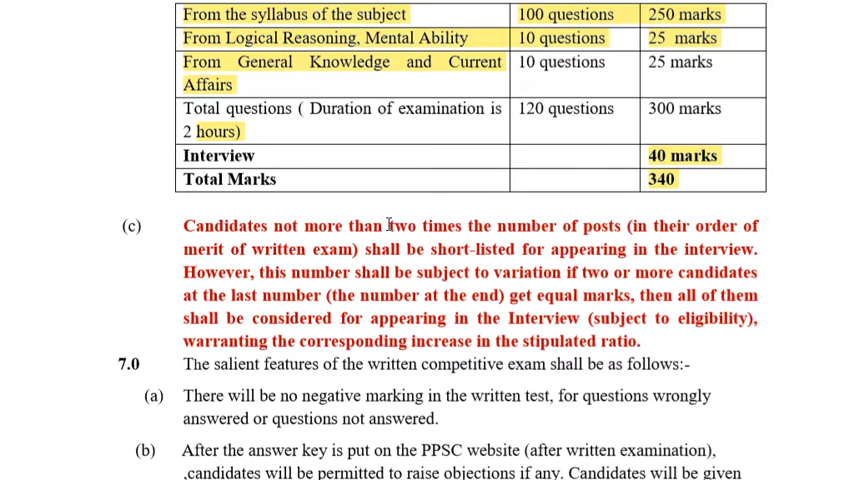 From the syllabus of the subject 100 questions 250 marks
From Logical Reasoning, Mental Ability 10 questions 25 marks
From General Knowledge and Current 10 questions 25 marks
Affairs
Total questions ( Duration of examination is 120 questions 300 marks
2 hours)
Interview 40 marks
Total Marks 340
(c) Candidates not more than two times the number of posts (in their order of
merit of written exam) shall be short-listed for appearing in the interview.
However, this number shall be subject to variation if two or more candidates
at the last number (the number at the end) get equal marks, then all of them
shall be considered for appearing in the Interview (subject to eligibility),
warranting the corresponding increase in the stipulated ratio.
7.0 The salient features of the written competitive exam shall be as follows:-
(a) There will be no negative marking in the written test, for questions wrongly
answered or questions not answered.
(b) After the answer key is put on the PPSC website (after written examination),
,candidates will be permitted to raise objections if any. Candidates will be given